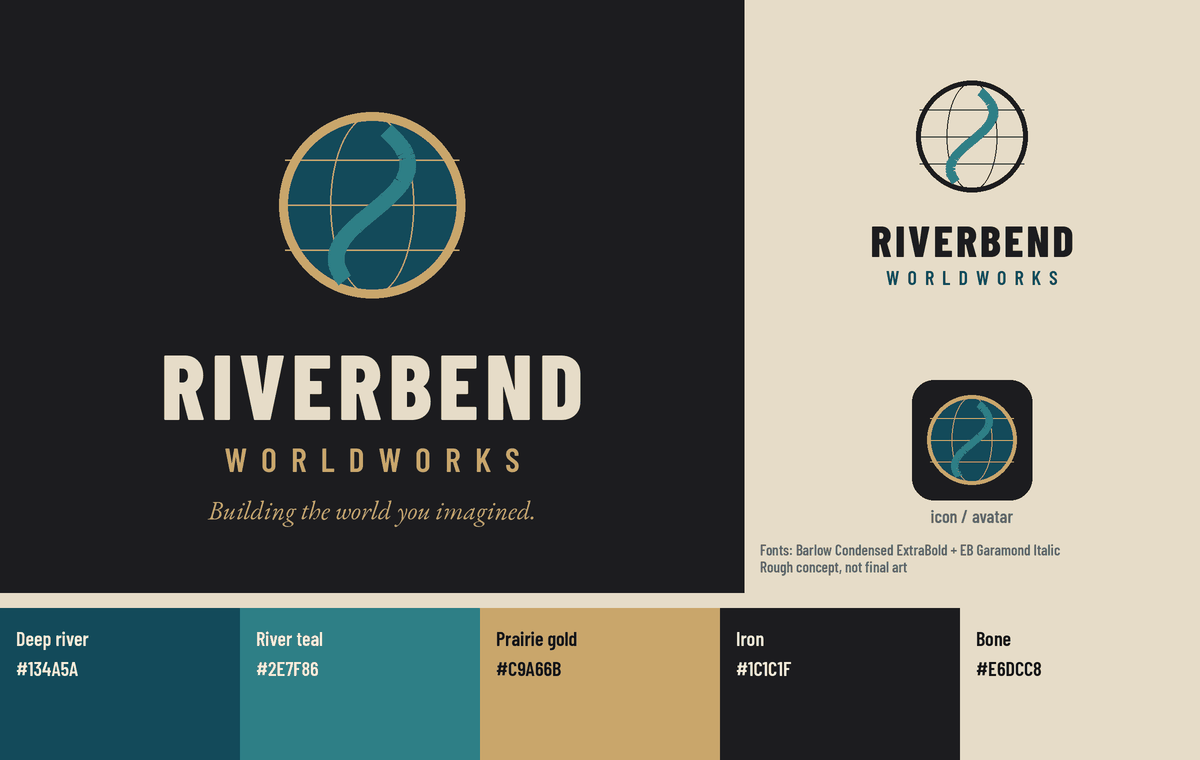 RIVERBEND
WORLDWORKS
Building the world you imagined.
RIVERBEND
WORLDWORKS
icon / avatar
Fonts: Barlow Condensed ExtraBold + EB Garamond Italic
Rough concept, not final art
Deep river
#134A5A
River teal
#2E7F86
Prairie gold
#C9A66B
Iron
#1C1C1F
Bone
#E6DCC8